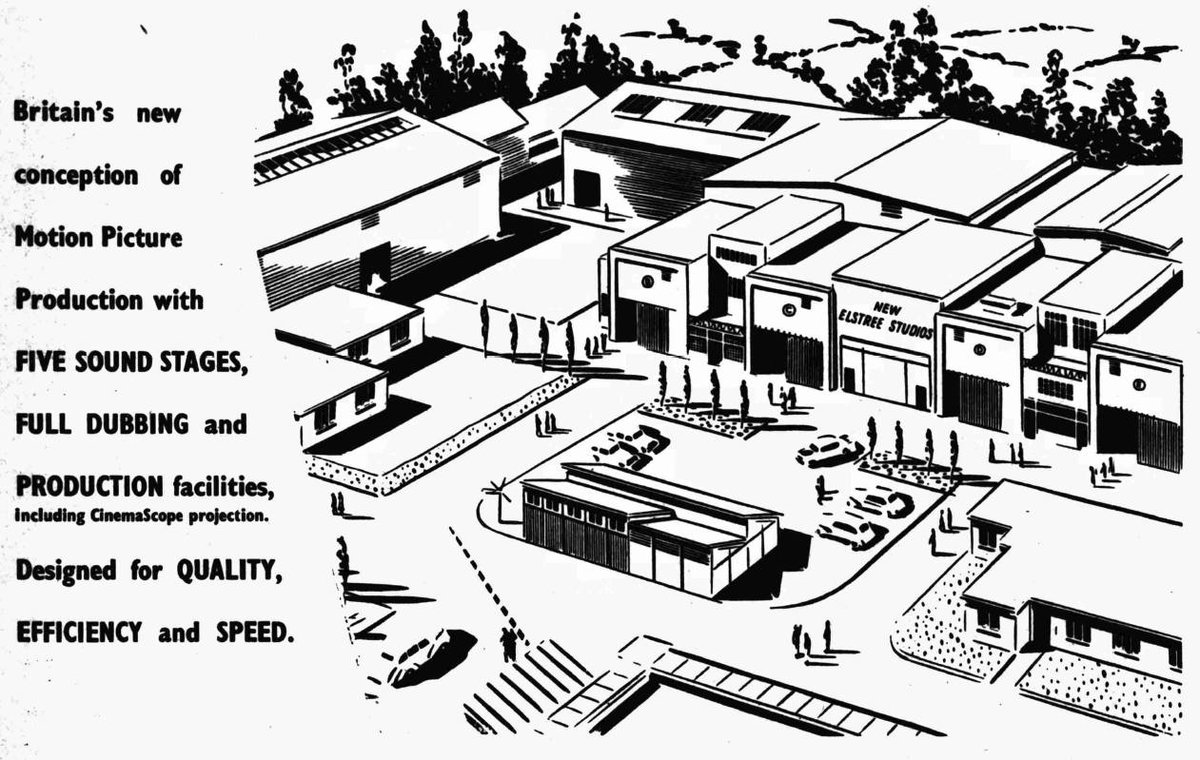 Britain's new
conception of
Motion Picture
Production with
FIVE SOUND STAGES,
FULL DUBBING and
PRODUCTION facilities,
including CinemaScope projection.
Designed for QUALITY,
EFFICIENCY and SPEED.
NEW
ELSTREE STUDIOS
C